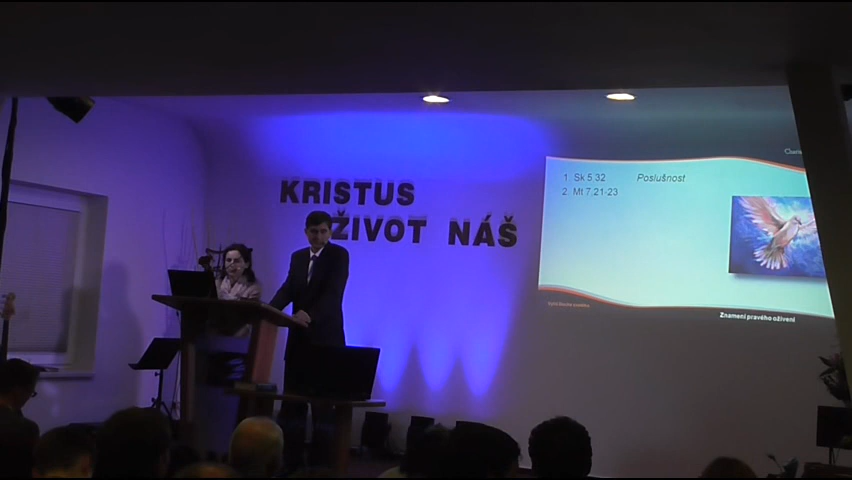 KRISTUS
ŽIVOT NÁŠ
1. Sk 5,32 Poslušnost
2. Mt 7,21-23
Znamení pravého oživení